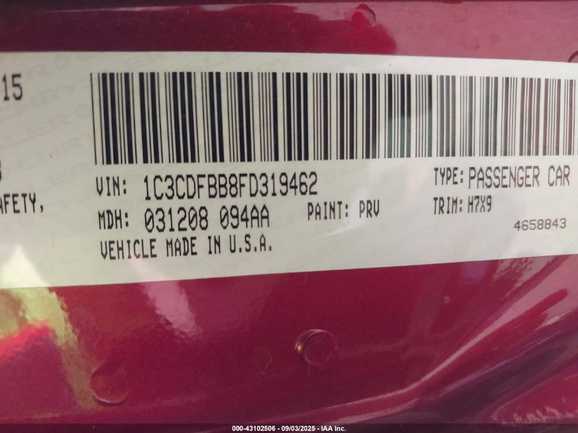 15
VIN: 1C3CDFBB8FD319462 TYPE: PASSENGER CAR
AFETY,
MDH: 031208 094AA PAINT: PRV TRIM: H7X9
4658843
VEHICLE MADE IN U.S.A.
000-43102506 - 09/03/2025 - IAA Inc.